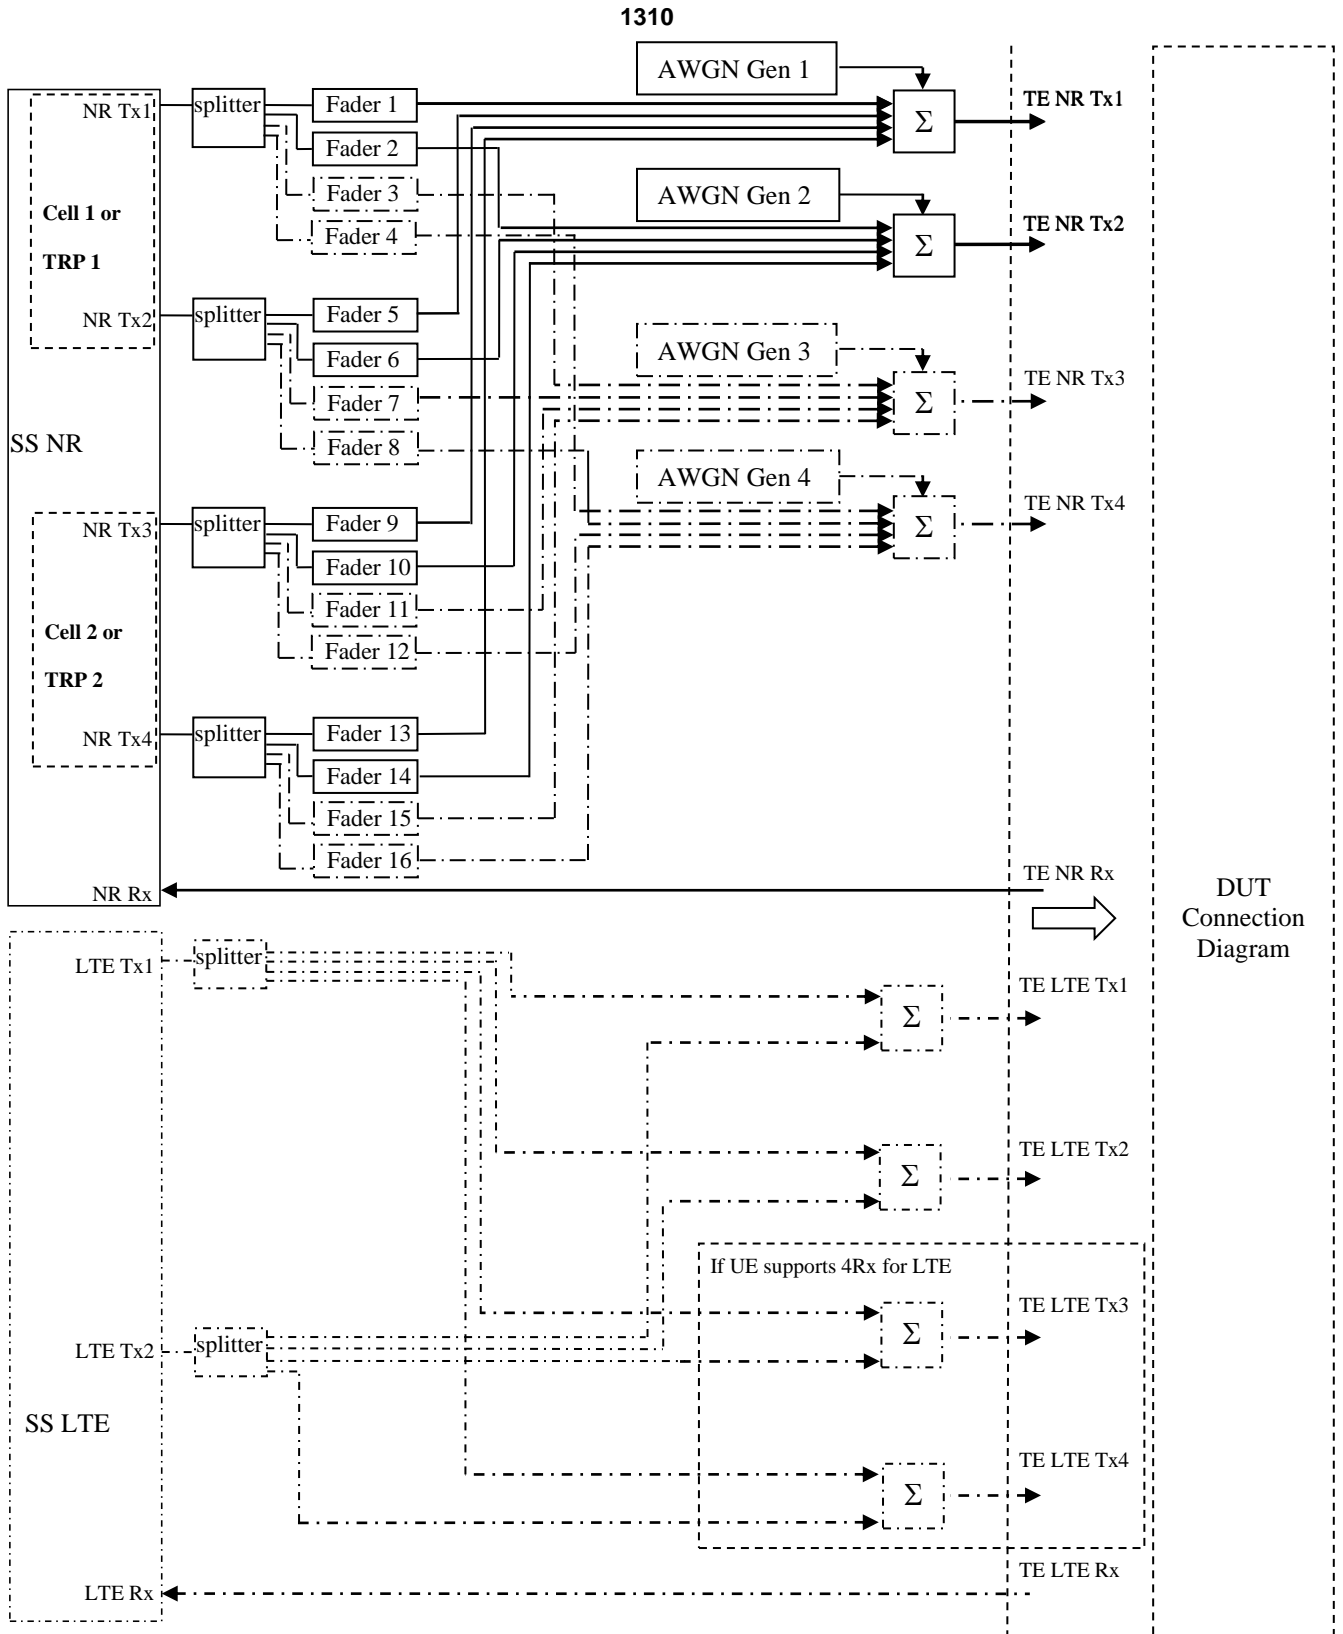 1310
AWGN Gen 1
NR Tx1
splitter
Fader 1
Σ
TE NR Tx1
Fader 2
Fader 3
AWGN Gen 2
Cell 1 or
Fader 4
Σ
TE NR Tx2
TRP 1
NR Tx2
splitter
Fader 5
Fader 6
AWGN Gen 3
TE NR Tx3
Fader 7
Σ
SS NR
Fader 8
AWGN Gen 4
TE NR Tx4
NR Tx3
splitter
Fader 9
Σ
Fader 10
Fader 11
Cell 2 or
Fader 12
TRP 2
NR Tx4
splitter
Fader 13
Fader 14
Fader 15
Fader 16
NR Rx
TE NR Rx
DUT
Connection
Diagram
LTE Tx1
splitter
TE LTE Tx1
Σ
TE LTE Tx2
Σ
If UE supports 4Rx for LTE
TE LTE Tx3
Σ
LTE Tx2
splitter
SS LTE
TE LTE Tx4
Σ
TE LTE Rx
LTE Rx